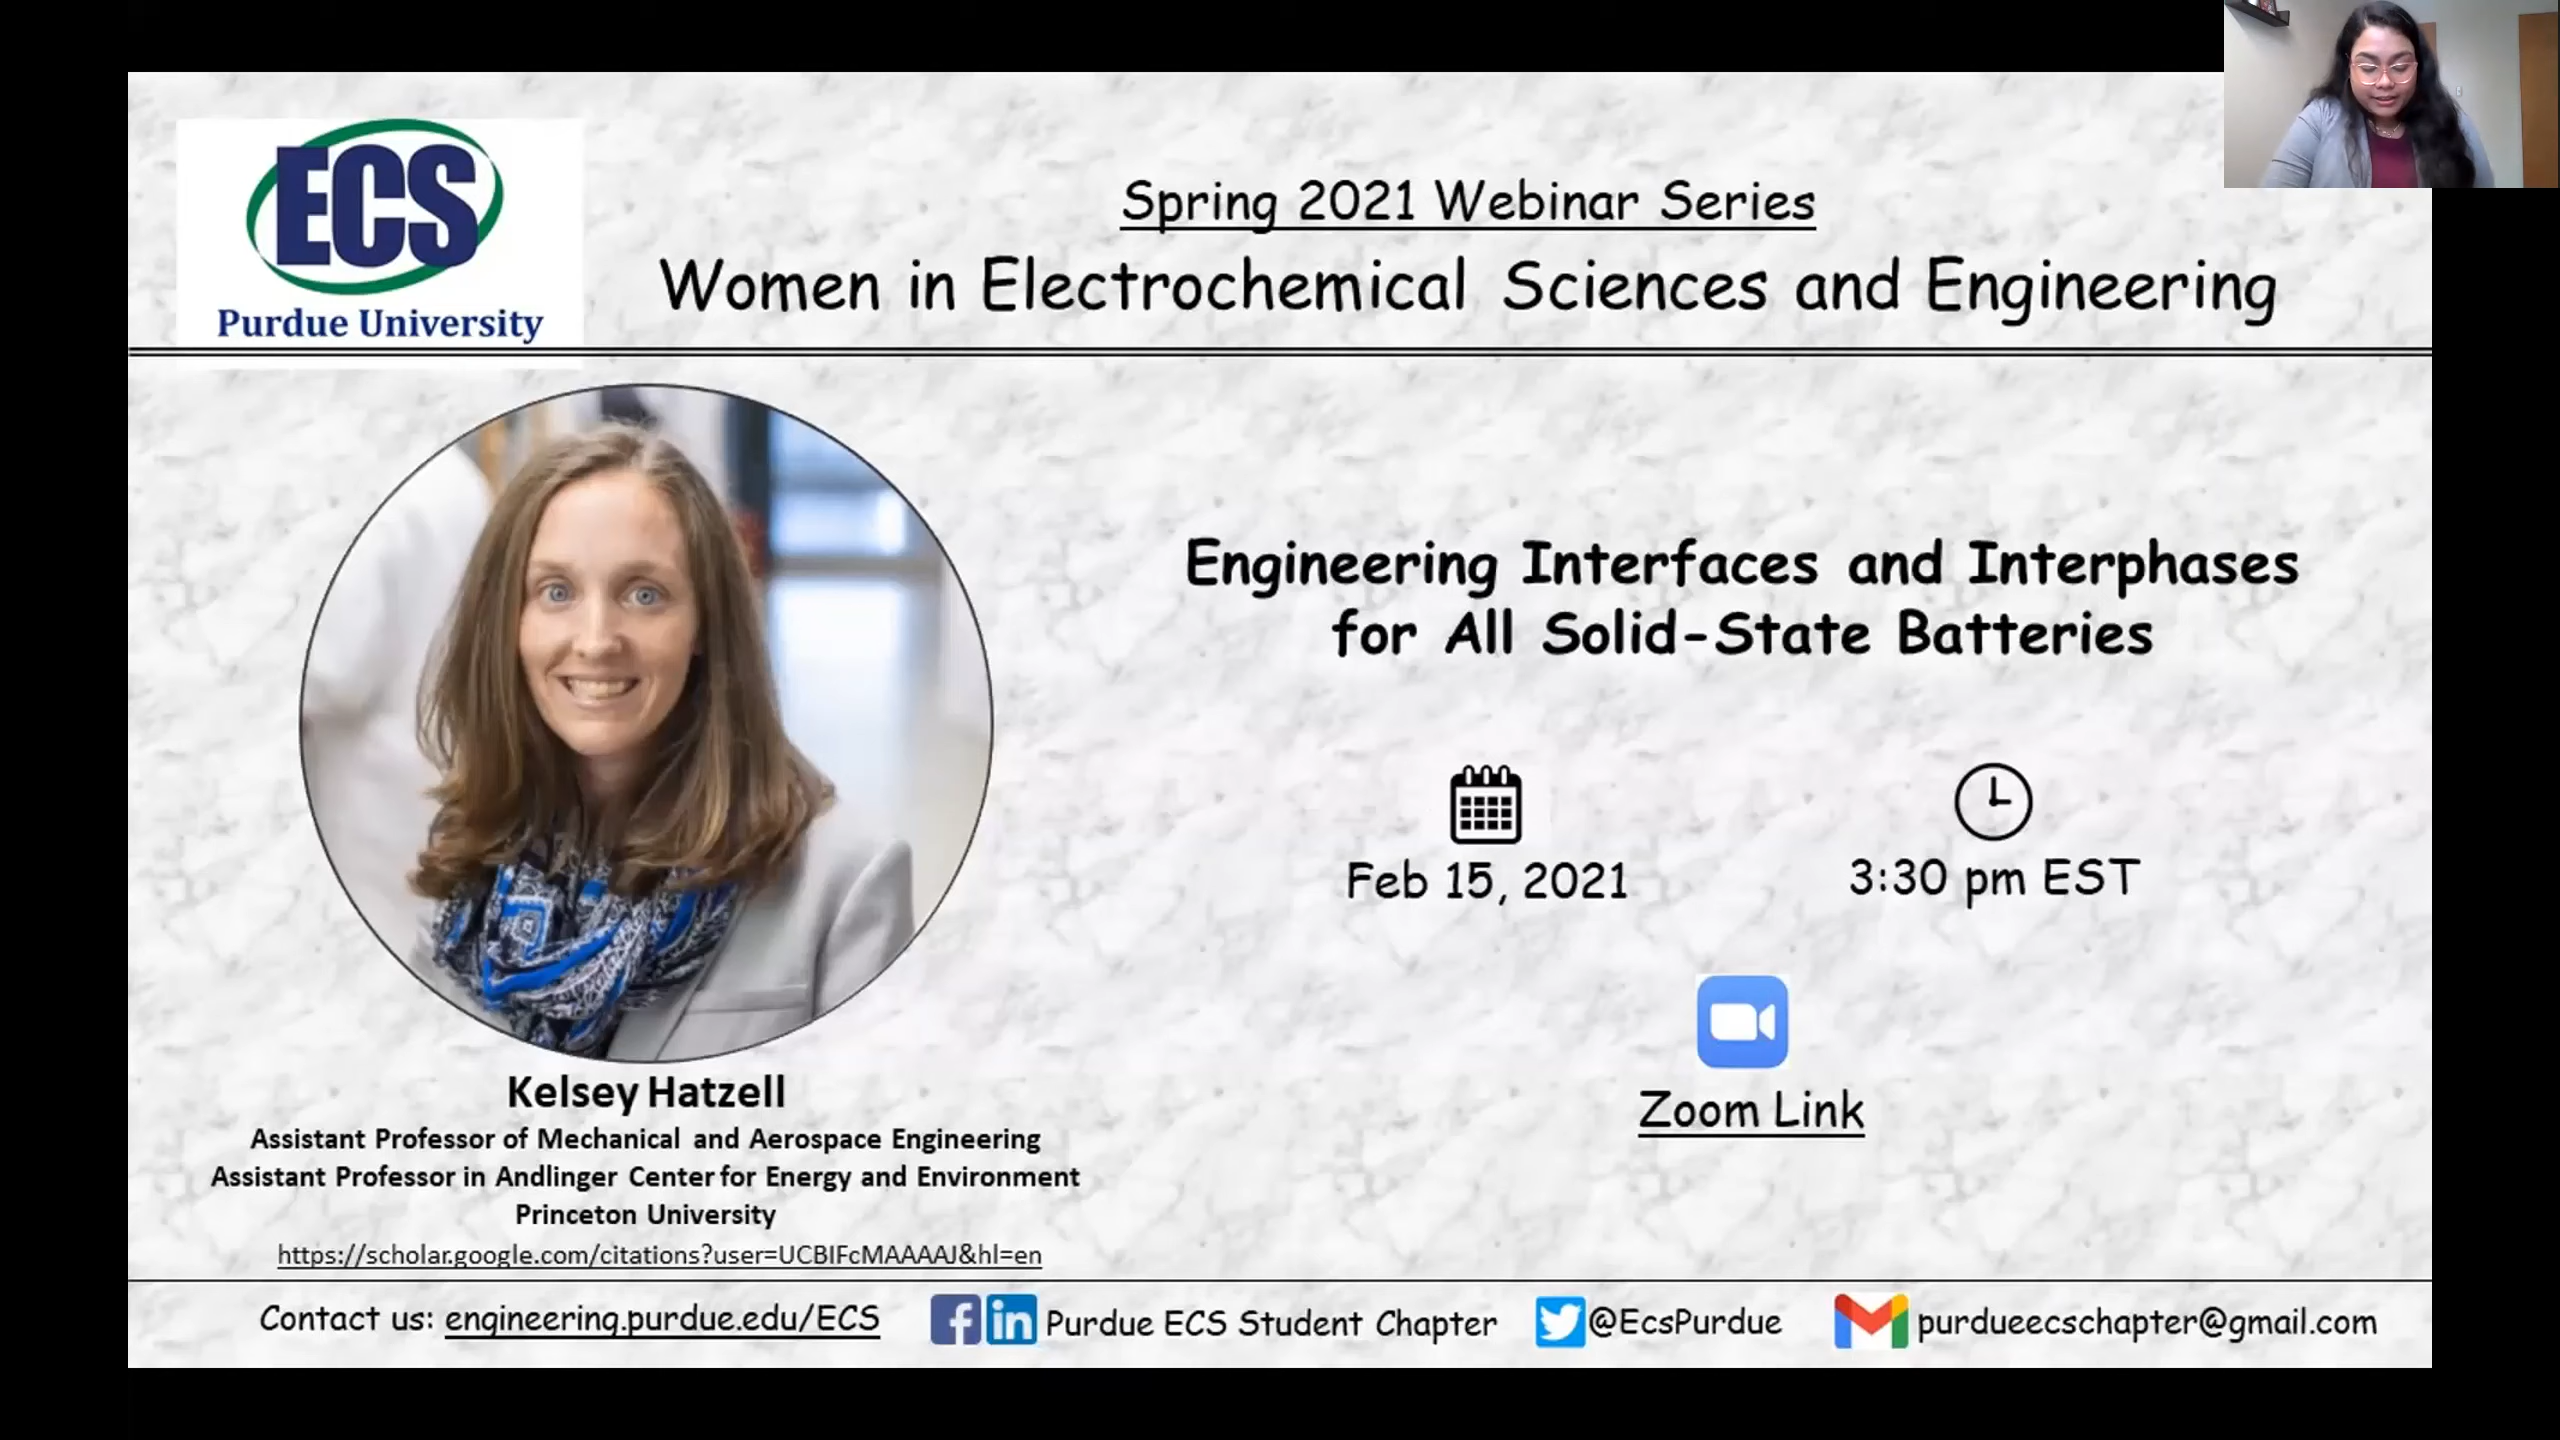 ECS
Purdue University
Spring 2021 Webinar Series
Women in Electrochemical Sciences and Engineering
Engineering Interfaces and Interphases
for All Solid-State Batteries
Feb 15, 2021
3:30 pm EST
Zoom Link
Kelsey Hatzell
Assistant Professor of Mechanical and Aerospace Engineering
Assistant Professor in Andlinger Center for Energy and Environment
Princeton University
https://scholar.google.com/citations?user=UCBIFcMAAAAJ&hl=en
Contact us: engineering.purdue.edu/ECS
f in Purdue ECS Student Chapter
@EcsPurdue
purdueecschapter@gmail.com